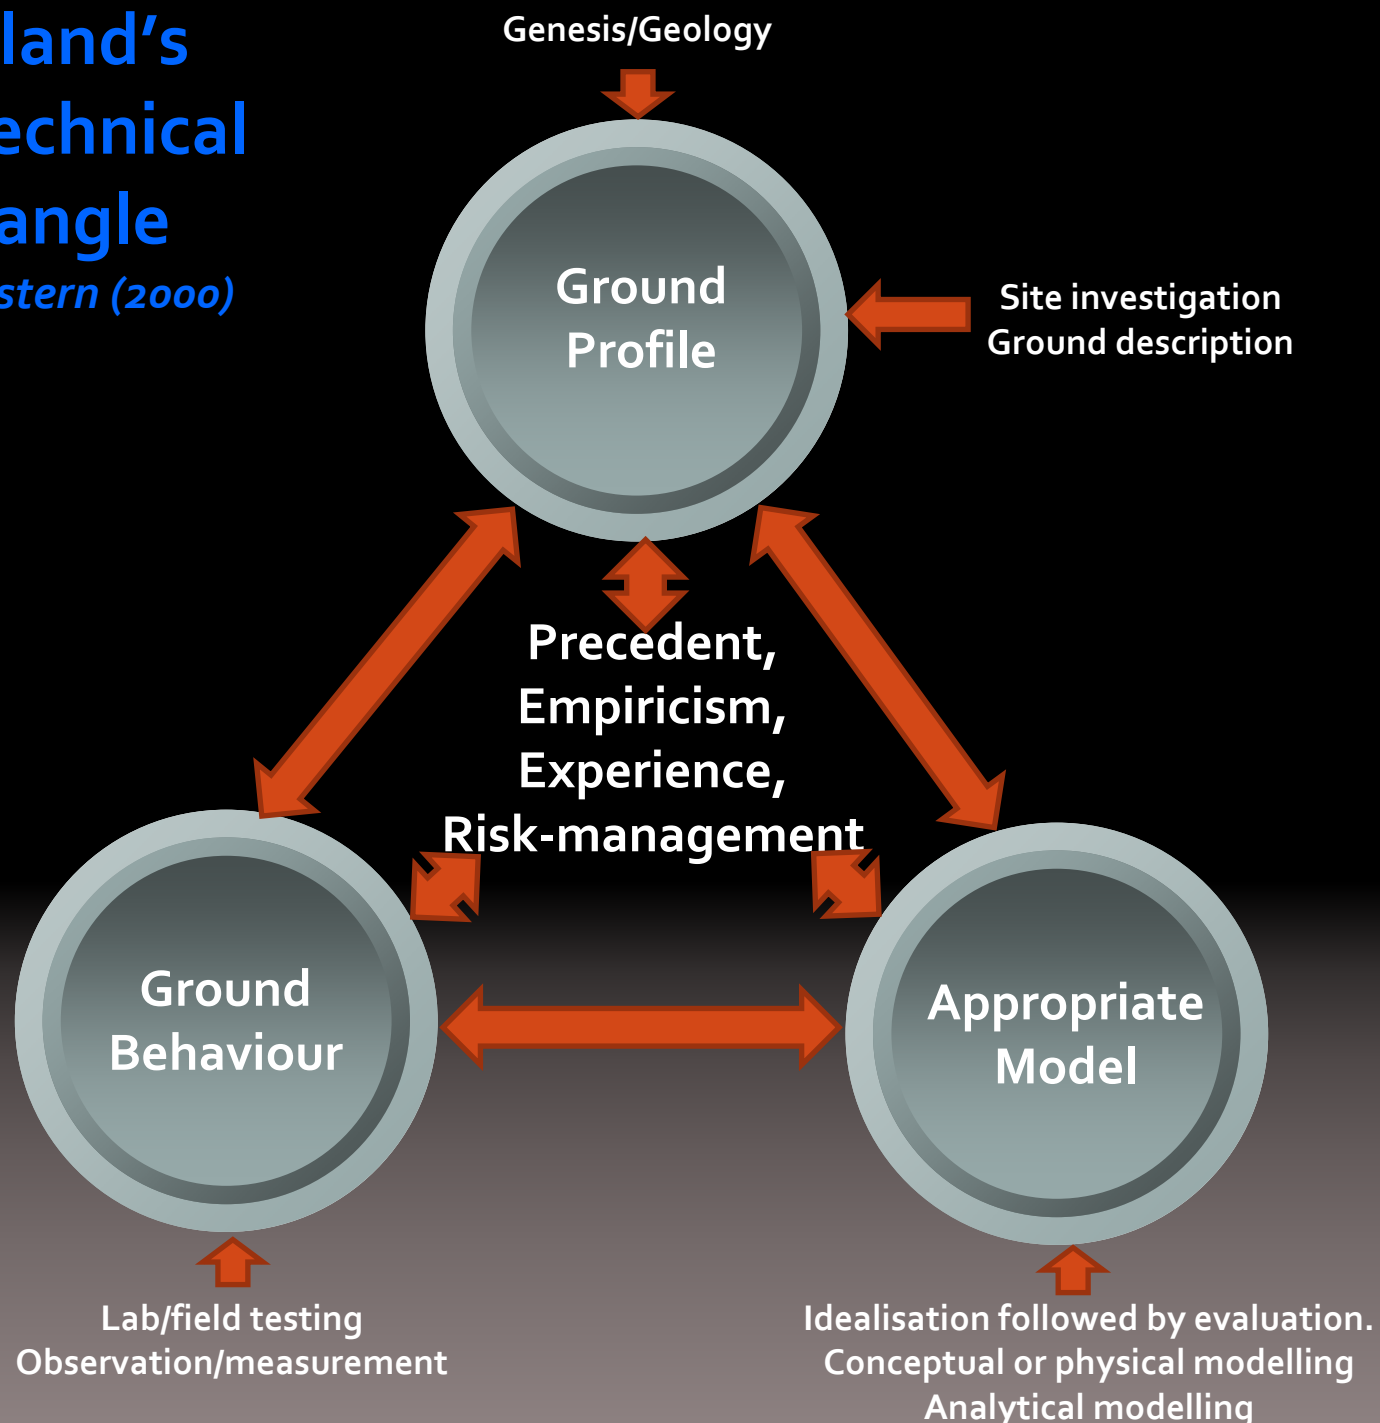 land's
echnical
angle
stern (2000)
Genesis/Geology
Ground
Profile
Site investigation
Ground description
Precedent,
Empiricism,
Experience,
Risk-management
Ground
Behaviour
Appropriate
Model
Lab/field testing
Observation/measurement
Idealisation followed by evaluation.
Conceptual or physical modelling
Analytical modelling